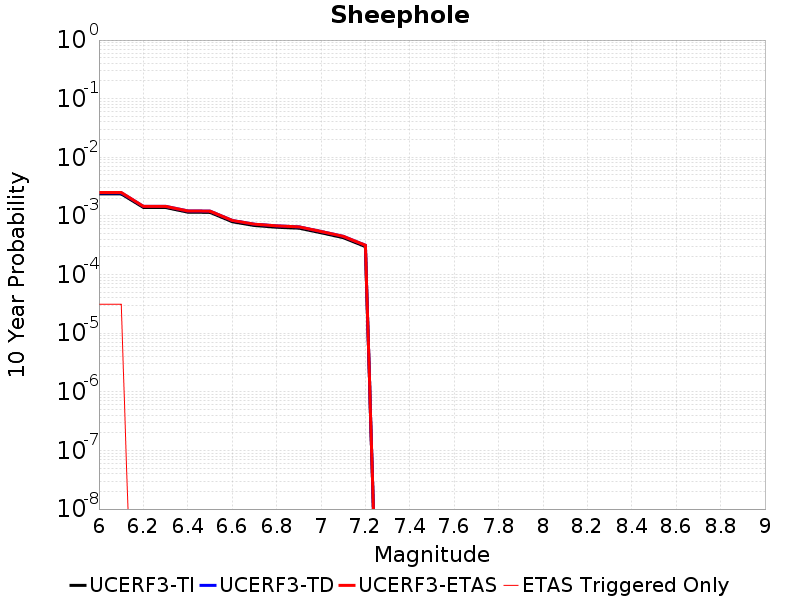 Sheephole
10 Year Probability
10^0
10^-1
10^-2
10^-3
10^-4
10^-5
10^-6
10^-7
10^-8
6 6.2 6.4 6.6 6.8 7 7.2 7.4 7.6 7.8 8 8.2 8.4 8.6 8.8 9
Magnitude
UCERF3-TI UCERF3-TD UCERF3-ETAS ETAS Triggered Only